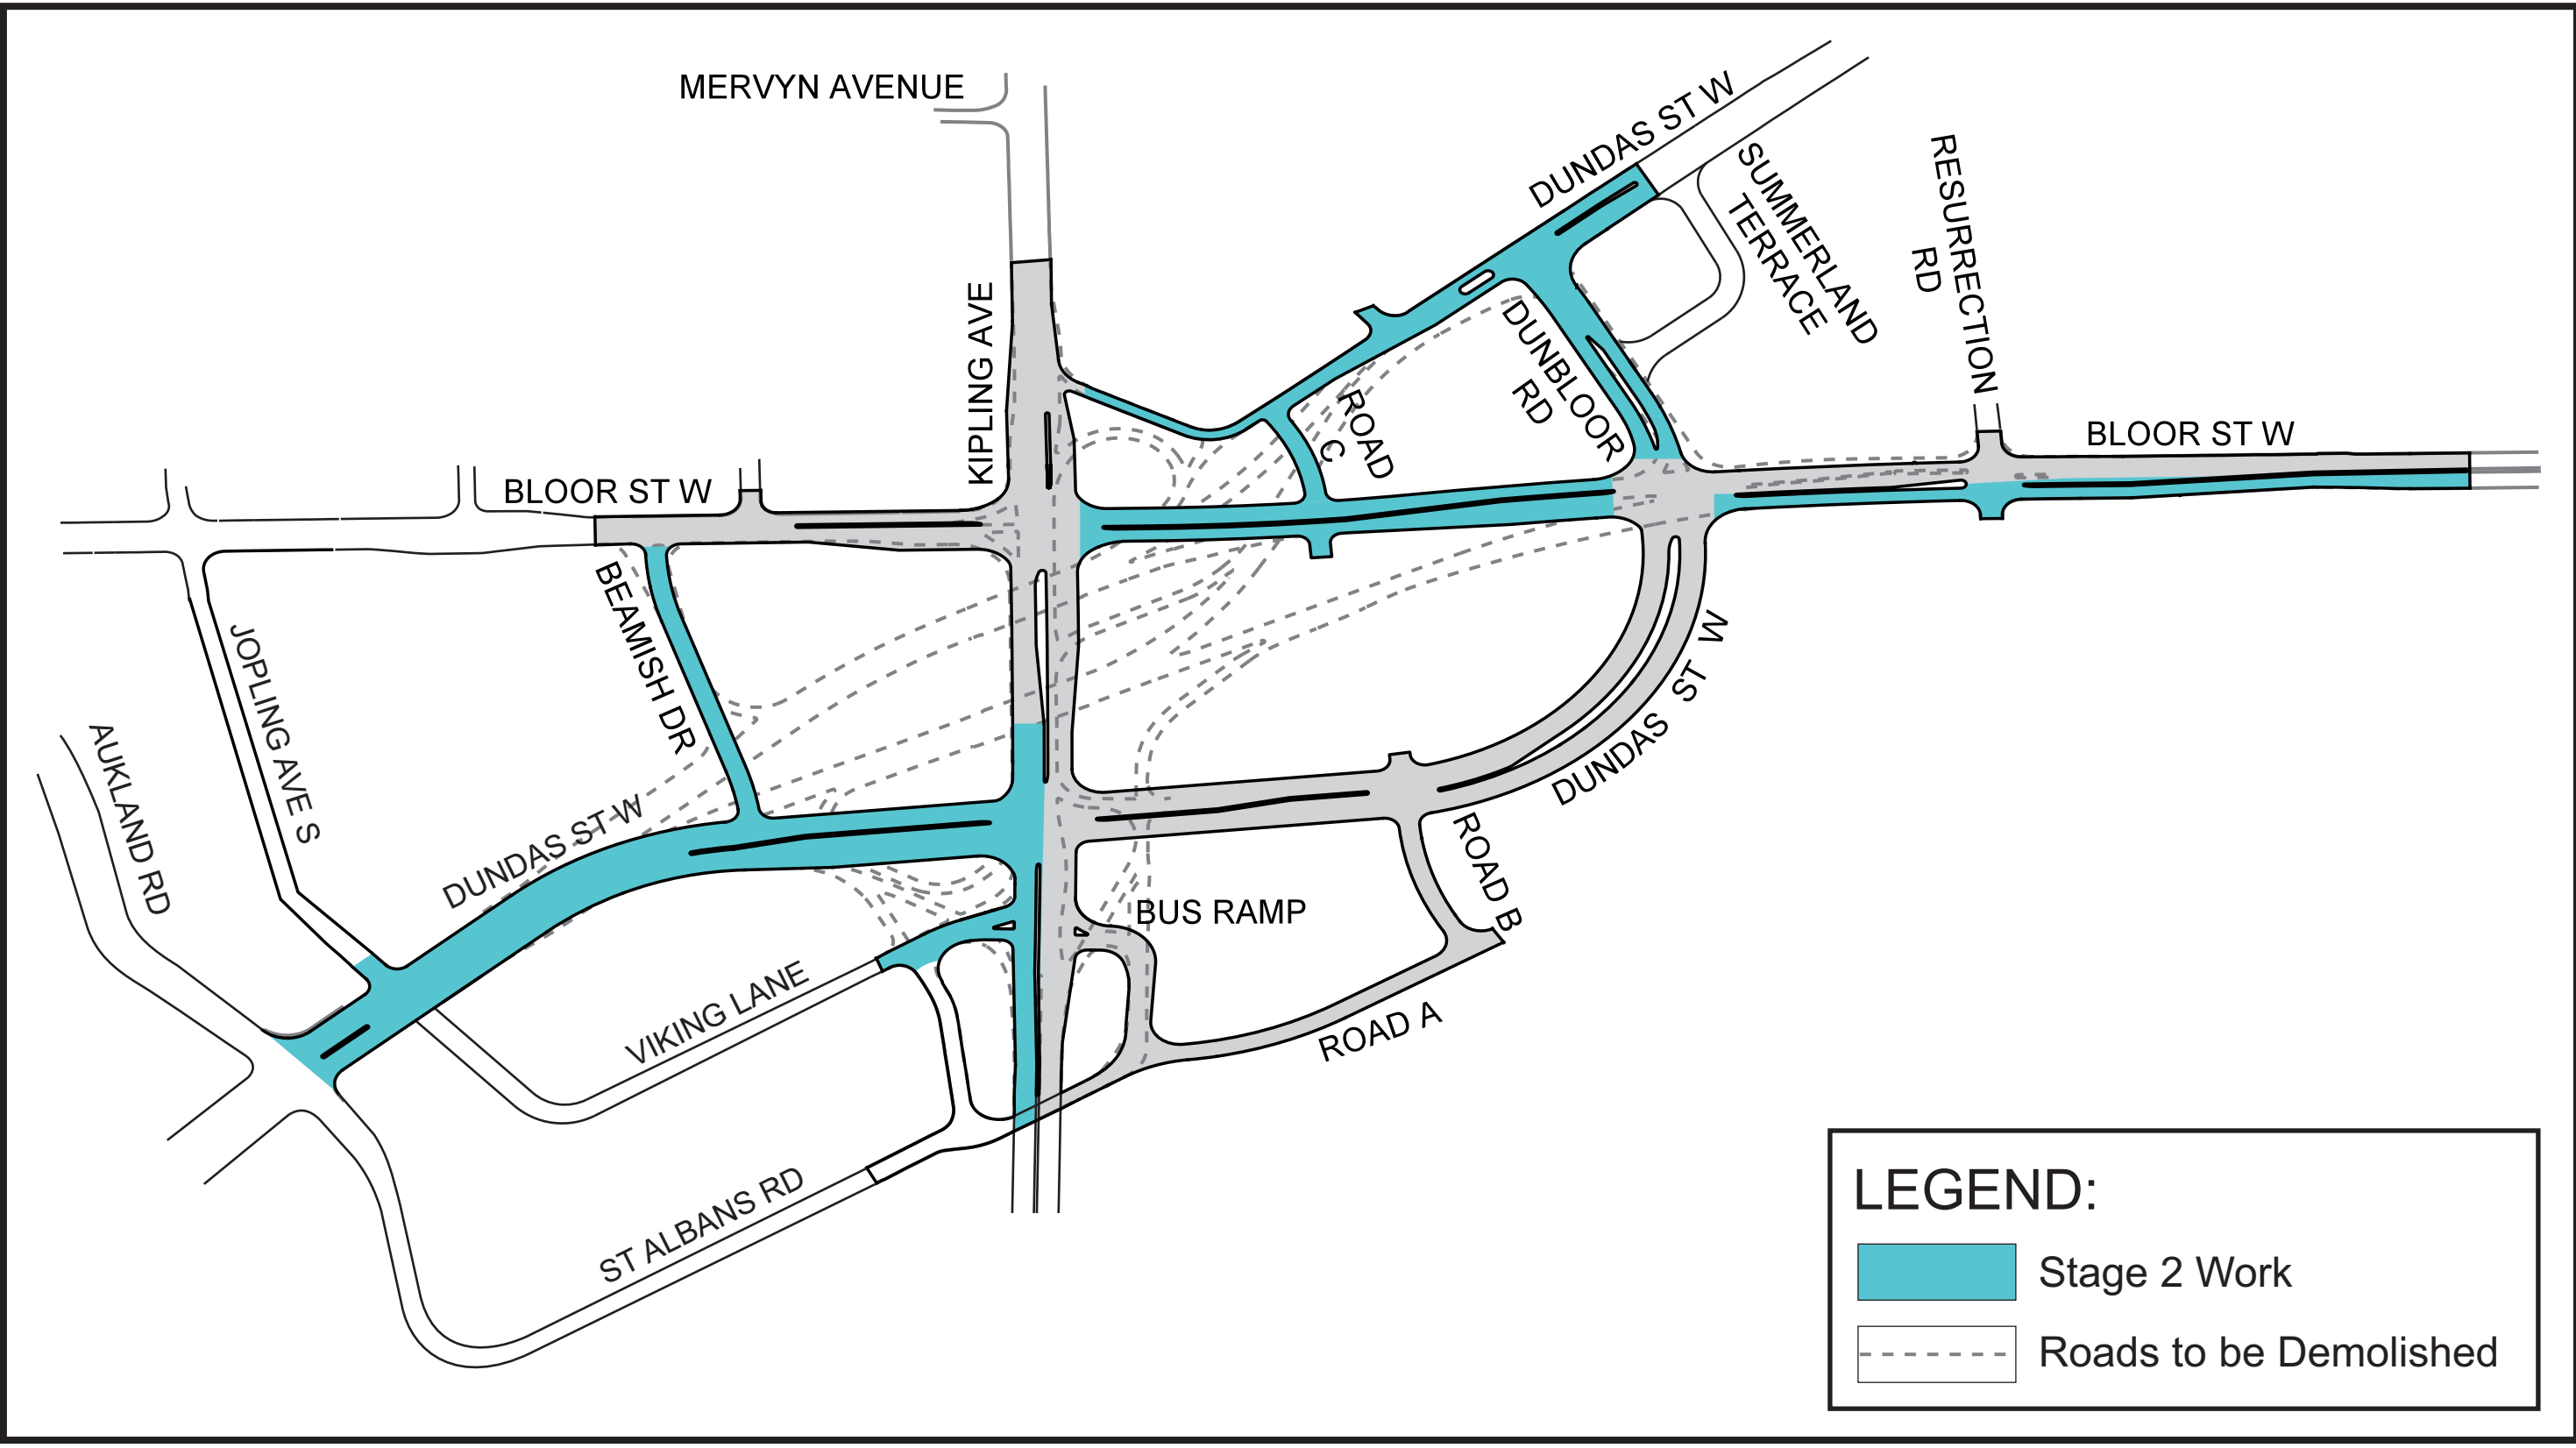 MERVYN AVENUE
DUNDAS ST W
SUMMERLAND
TERRACE
RESURRECTION
RD
KIPLING AVE
DUNBLOOR
RD
ROAD
C
BLOOR ST W
BLOOR ST W
BEAMISH DR
JOPLING AVE S
AUKLAND RD
DUNDAS ST W
DUNDAS ST W
ROAD B
BUS RAMP
VIKING LANE
ROAD A
ST ALBANS RD
LEGEND:
Stage 2 Work
Roads to be Demolished